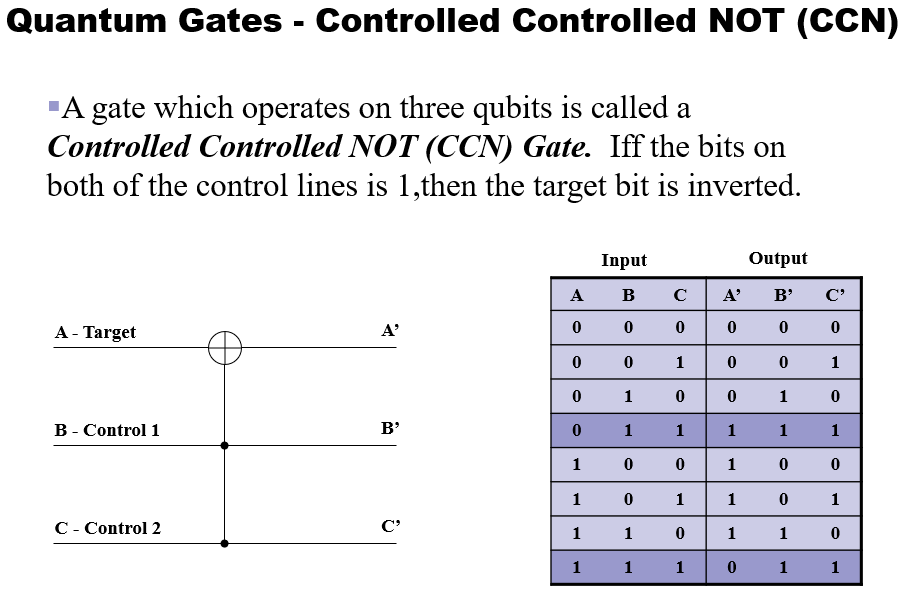 Quantum Gates - Controlled Controlled NOT (CCN)
▪A gate which operates on three qubits is called a
Controlled Controlled NOT (CCN) Gate.  Iff the bits on
both of the control lines is 1,then the target bit is inverted.
A - Target A’
B - Control 1 B’
C - Control 2 C’
Input Output
A B C A’ B’ C’
0 0 0 0 0 0
0 0 1 0 0 1
0 1 0 0 1 0
0 1 1 1 1 1
1 0 0 1 0 0
1 0 1 1 0 1
1 1 0 1 1 0
1 1 1 0 1 1